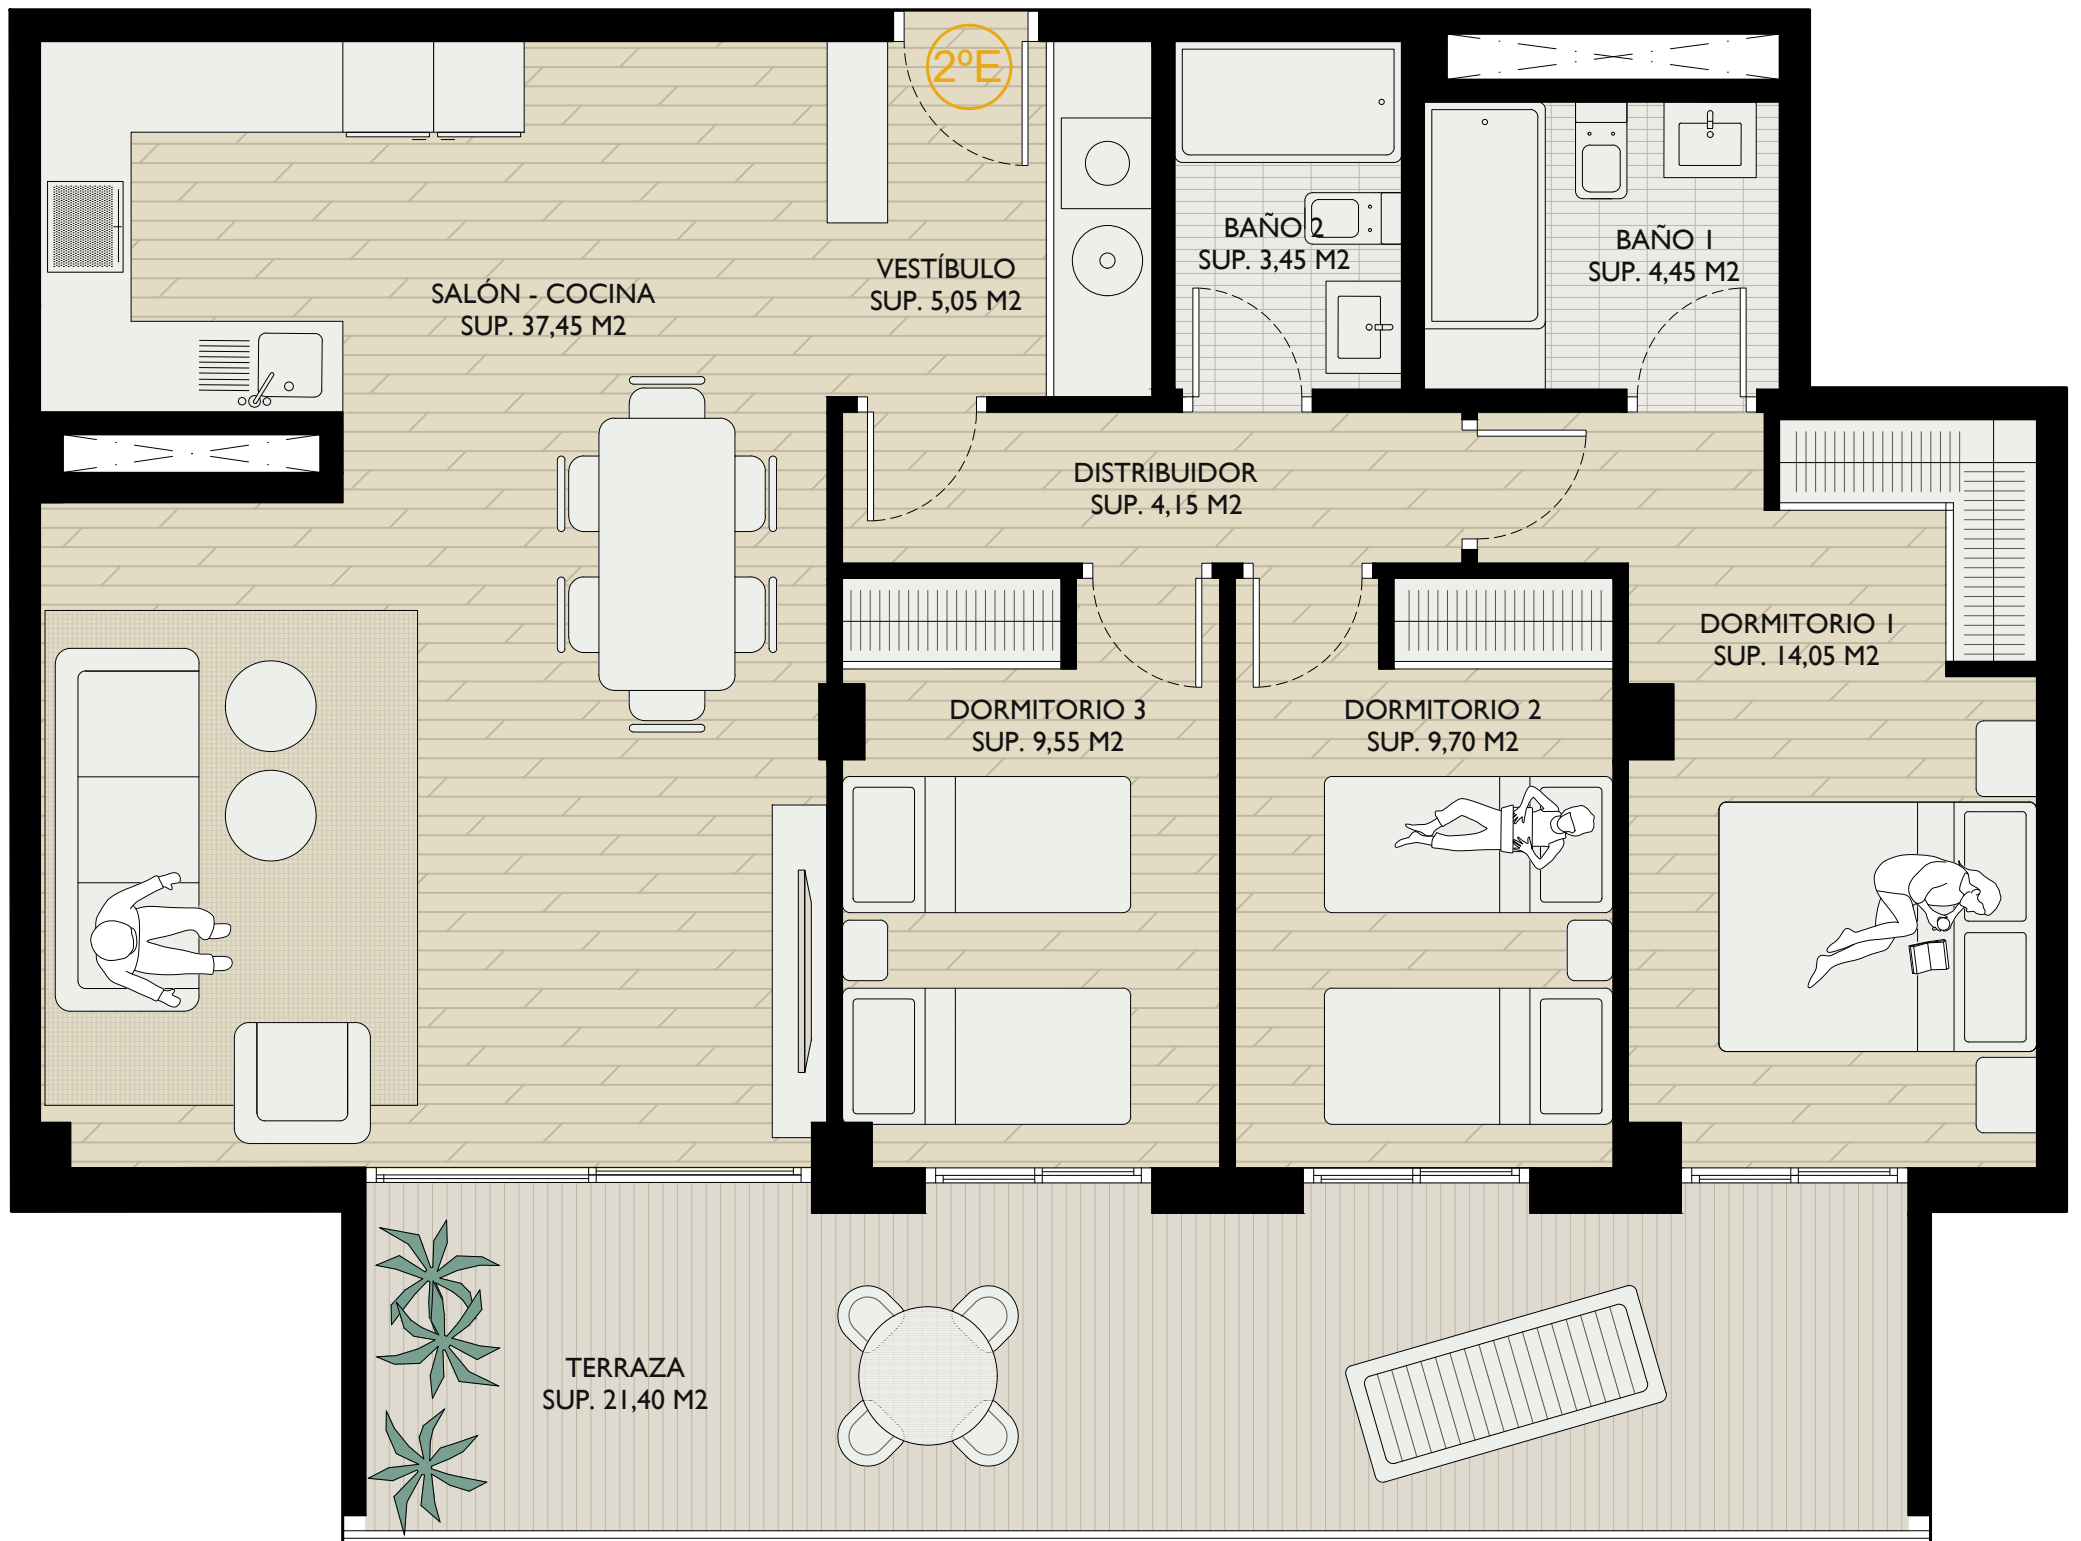 2ºE
BAÑO 2
SUP. 3,45 M2
BAÑO 1
SUP. 4,45 M2
VESTÍBULO
SUP. 5,05 M2
SALÓN - COCINA
SUP. 37,45 M2
DISTRIBUIDOR
SUP. 4,15 M2
DORMITORIO 1
SUP. 14,05 M2
DORMITORIO 3
SUP. 9,55 M2
DORMITORIO 2
SUP. 9,70 M2
TERRAZA
SUP. 21,40 M2